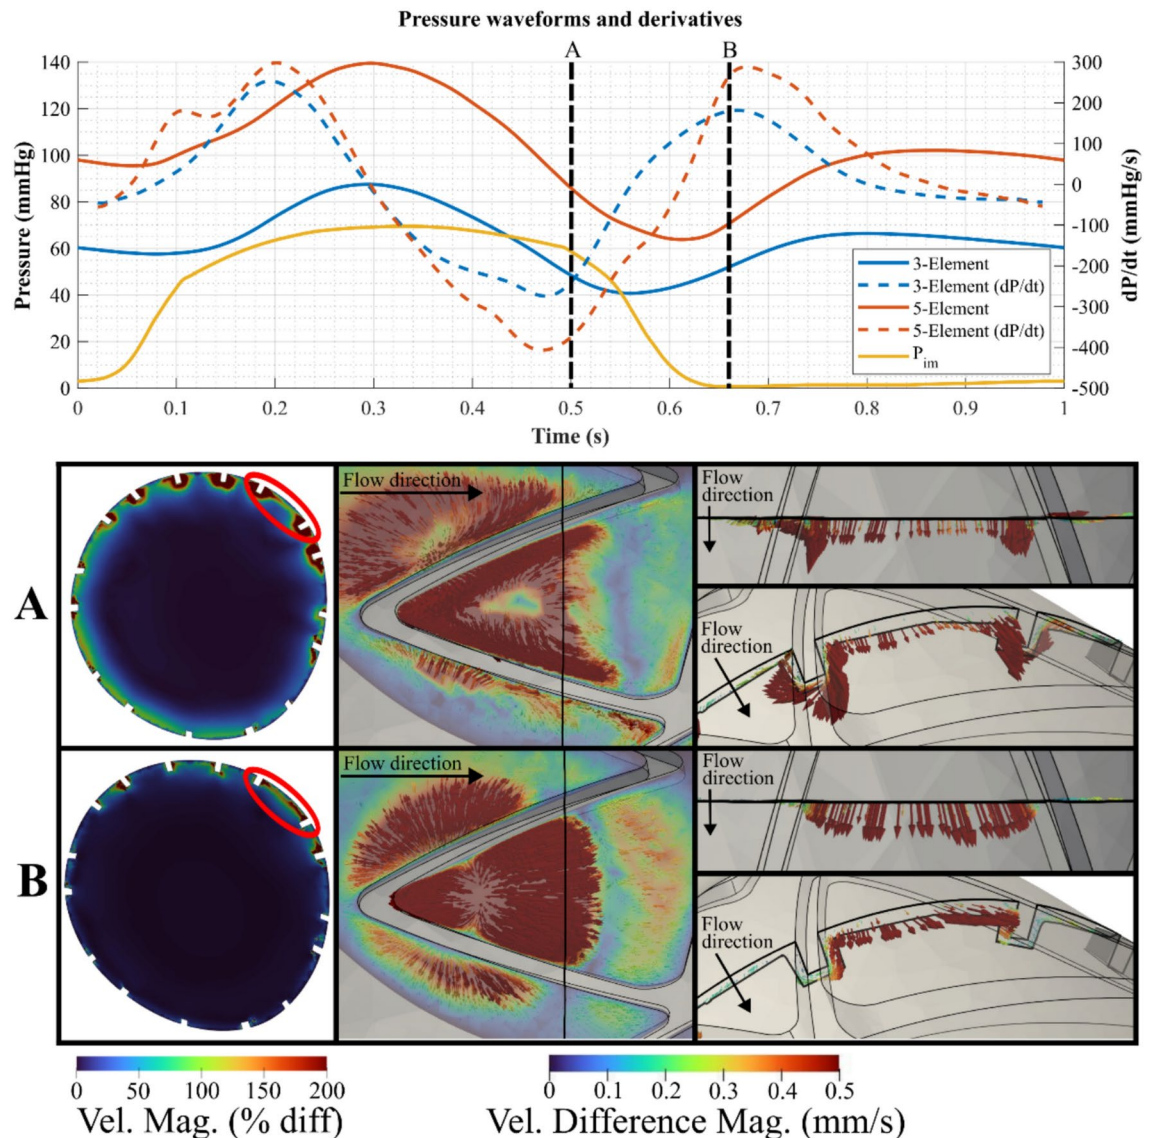 Pressure waveforms and derivatives
A B
140 300
120 200
100 100
80 0
60 -100
40 -200
20 -300
0 -400
-500
Pressure (mmHg)
dP/dt (mmHg/s)
3-Element
3-Element (dP/dt)
5-Element
5-Element (dP/dt)
P_im
0 0.1 0.2 0.3 0.4 0.5 0.6 0.7 0.8 0.9 1
Time (s)
A
Flow direction
Flow
direction
Flow
direction
B
Flow direction
Flow
direction
Flow
direction
0 50 100 150 200
Vel. Mag. (% diff)
0 0.1 0.2 0.3 0.4 0.5
Vel. Difference Mag. (mm/s)